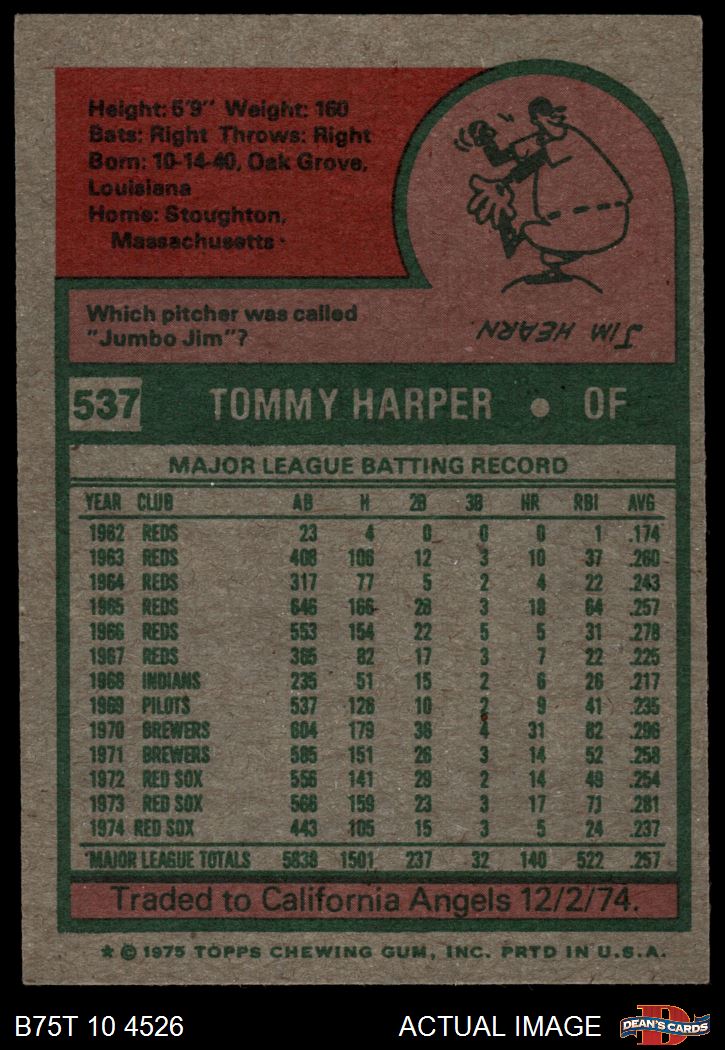 Height: 5'9" Weight: 160
Bats: Right Throws: Right
Born: 10-14-40, Oak Grove,
Louisiana
Home: Stoughton,
Massachusetts
Which pitcher was called
"Jumbo Jim"?
JIM HEARN.
537 TOMMY HARPER • OF
MAJOR LEAGUE BATTING RECORD
YEAR CLUB AB H 2B 3B HR RBI AVG
1962 REDS 23 4 0 0 0 1 .174
1963 REDS 408 106 12 3 10 37 .260
1964 REDS 317 77 5 2 4 22 .243
1965 REDS 646 166 28 3 18 64 .257
1966 REDS 553 154 22 5 5 31 .278
1967 REDS 365 82 17 3 7 22 .225
1968 INDIANS 235 51 15 2 6 26 .217
1969 PILOTS 537 126 10 2 9 41 .235
1970 BREWERS 604 179 36 4 31 82 .296
1971 BREWERS 585 151 26 3 14 52 .258
1972 RED SOX 556 141 29 2 14 49 .254
1973 RED SOX 566 159 23 3 17 71 .281
1974 RED SOX 443 105 15 3 5 24 .237
*MAJOR LEAGUE TOTALS 5838 1501 237 32 140 522 .257
Traded to California Angels 12/2/74.
* © 1975 TOPPS CHEWING GUM, INC. PRTD IN U.S.A.
B75T 10 4526 ACTUAL IMAGE D DEAN'S CARDS